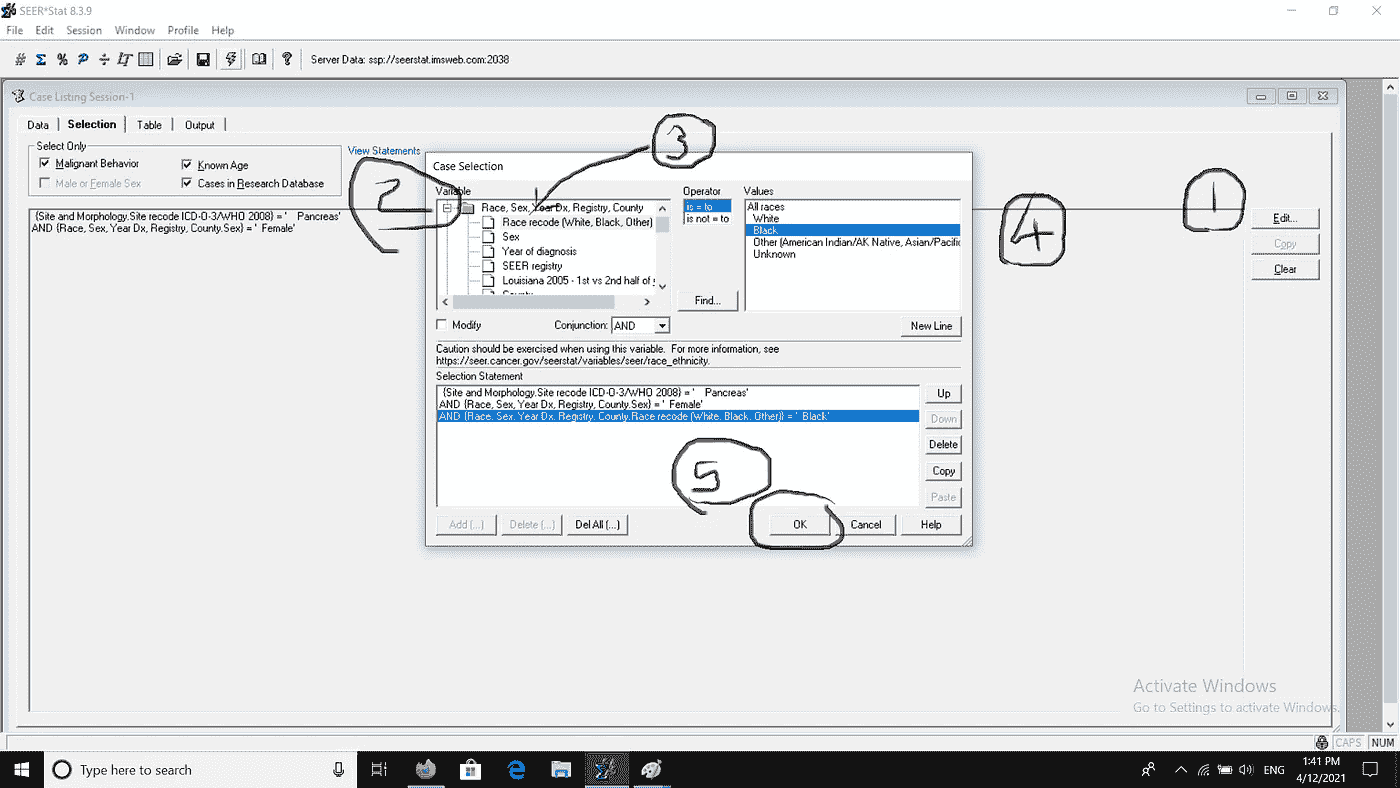 SEER*Stat 8.3.9
File Edit Session Window Profile Help
Server Data: ssp://seerstat.imsweb.com:2038
Case Listing Session-1
Data Selection Table Output
Select Only
Malignant Behavior
Known Age
Male or Female Sex
Cases in Research Database
View Statements
{Site and Morphology.Site recode ICD-O-3/WHO 2008} = ' Pancreas'
AND {Race, Sex, Year Dx, Registry, County.Sex} = ' Female'
1
2
3
4
5
Edit...
Copy
Clear
Case Selection
Variable
Race, Sex, Year Dx, Registry, County
Race recode (White, Black, Other)
Sex
Year of diagnosis
SEER registry
Louisiana 2005 - 1st vs 2nd half of
County
Operator
is = to
is not = to
Find...
Values
All races
White
Black
Other (American Indian/AK Native, Asian/Pacific
Unknown
Modify
Conjunction: AND
New Line
Caution should be exercised when using this variable. For more information, see
https://seer.cancer.gov/seerstat/variables/seer/race_ethnicity.
Selection Statement
{Site and Morphology.Site recode ICD-O-3/WHO 2008} = ' Pancreas'
AND {Race, Sex, Year Dx, Registry, County.Sex} = ' Female'
AND {Race, Sex, Year Dx, Registry, County.Race recode (White, Black, Other)} = ' Black'
Up
Down
Delete
Copy
Paste
Add (...) Delete (...) Del All (...) OK Cancel Help
Activate Windows
Go to Settings to activate Windows.
CAPS NUM
Type here to search
ENG
1:41 PM
4/12/2021